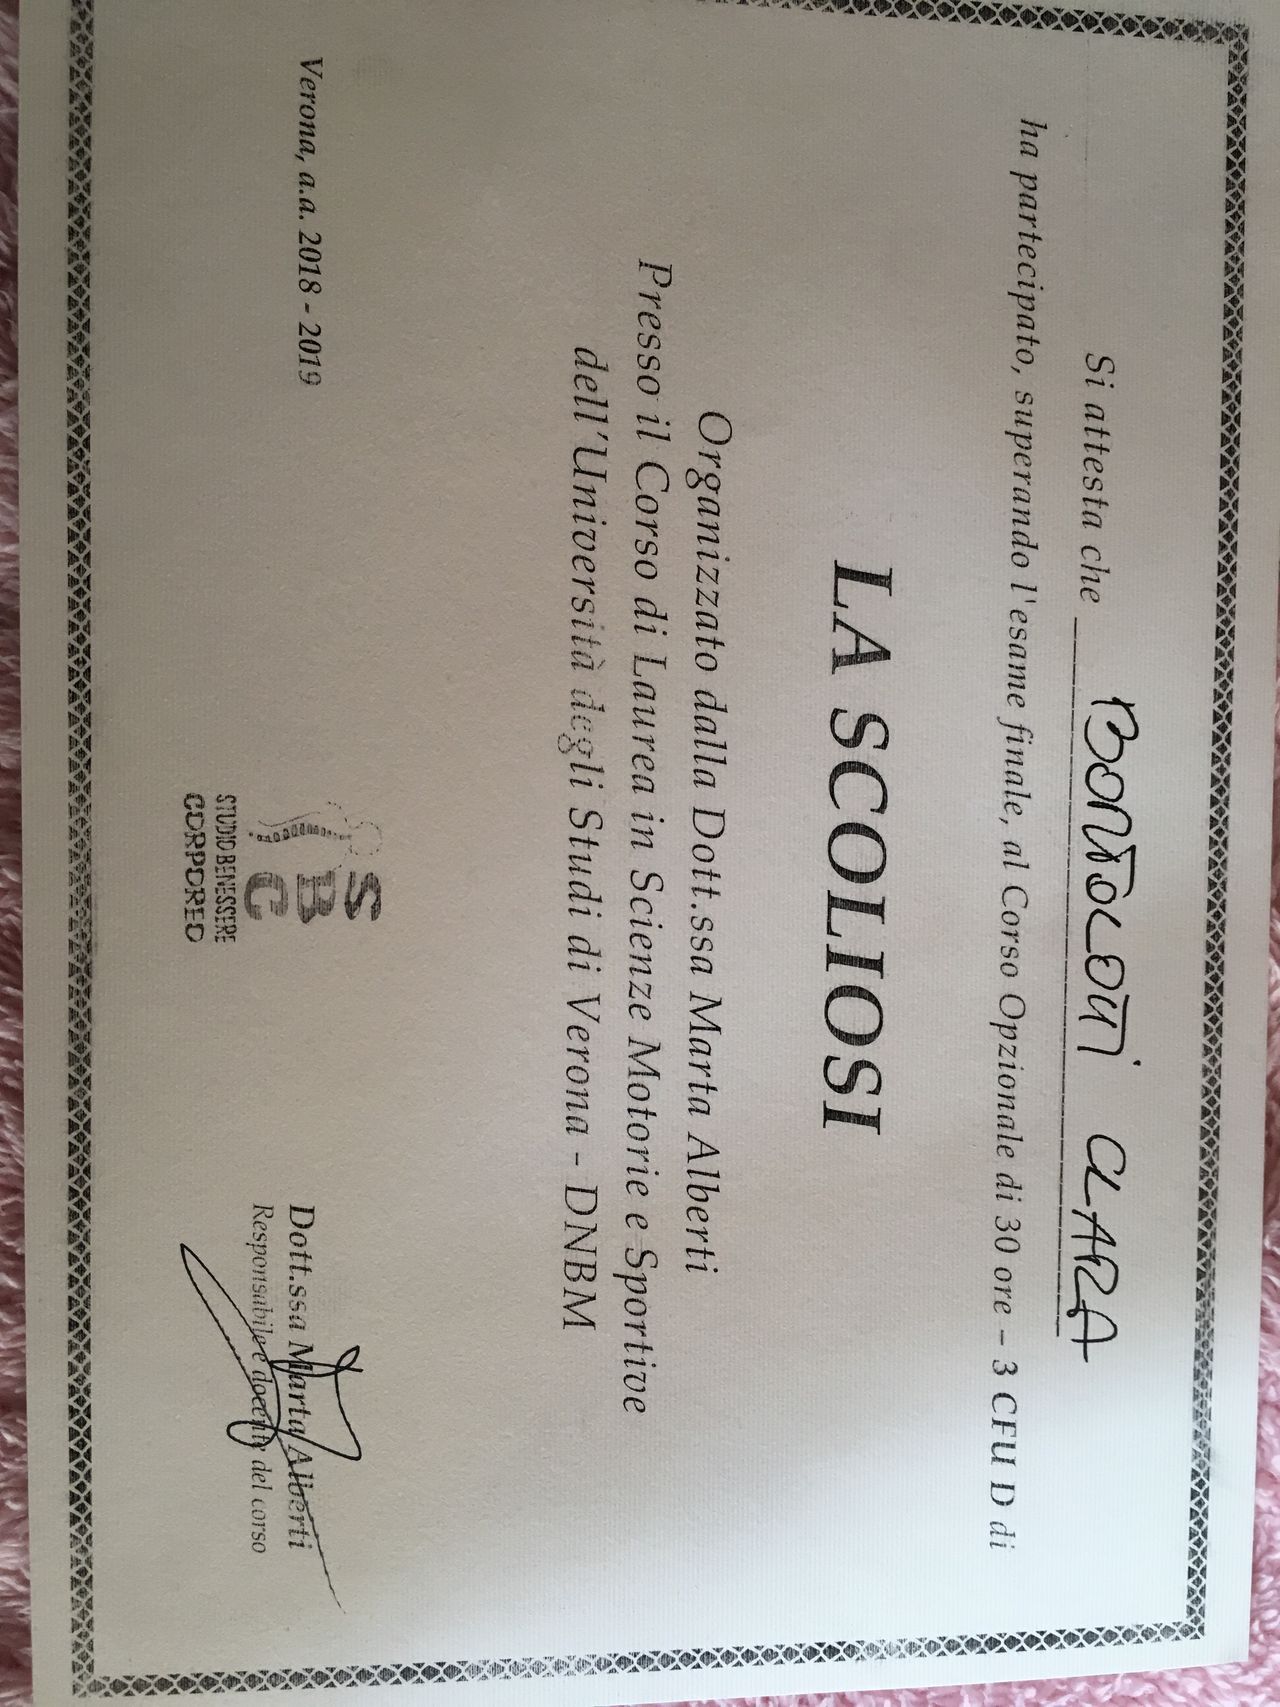 Si attesta che BORTOLOTTI CLARA
ha partecipato, superando l'esame finale, al Corso Opzionale di 30 ore – 3 CFU D di
LA SCOLIOSI
Organizzato dalla Dott.ssa Marta Alberti
Presso il Corso di Laurea in Scienze Motorie e Sportive
dell'Università degli Studi di Verona - DNBM
Verona, a.a. 2018 - 2019
S
B
C
STUDIO BENESSERE
CORPOREO
Dott.ssa Marta Alberti
Responsabile e docente del corso